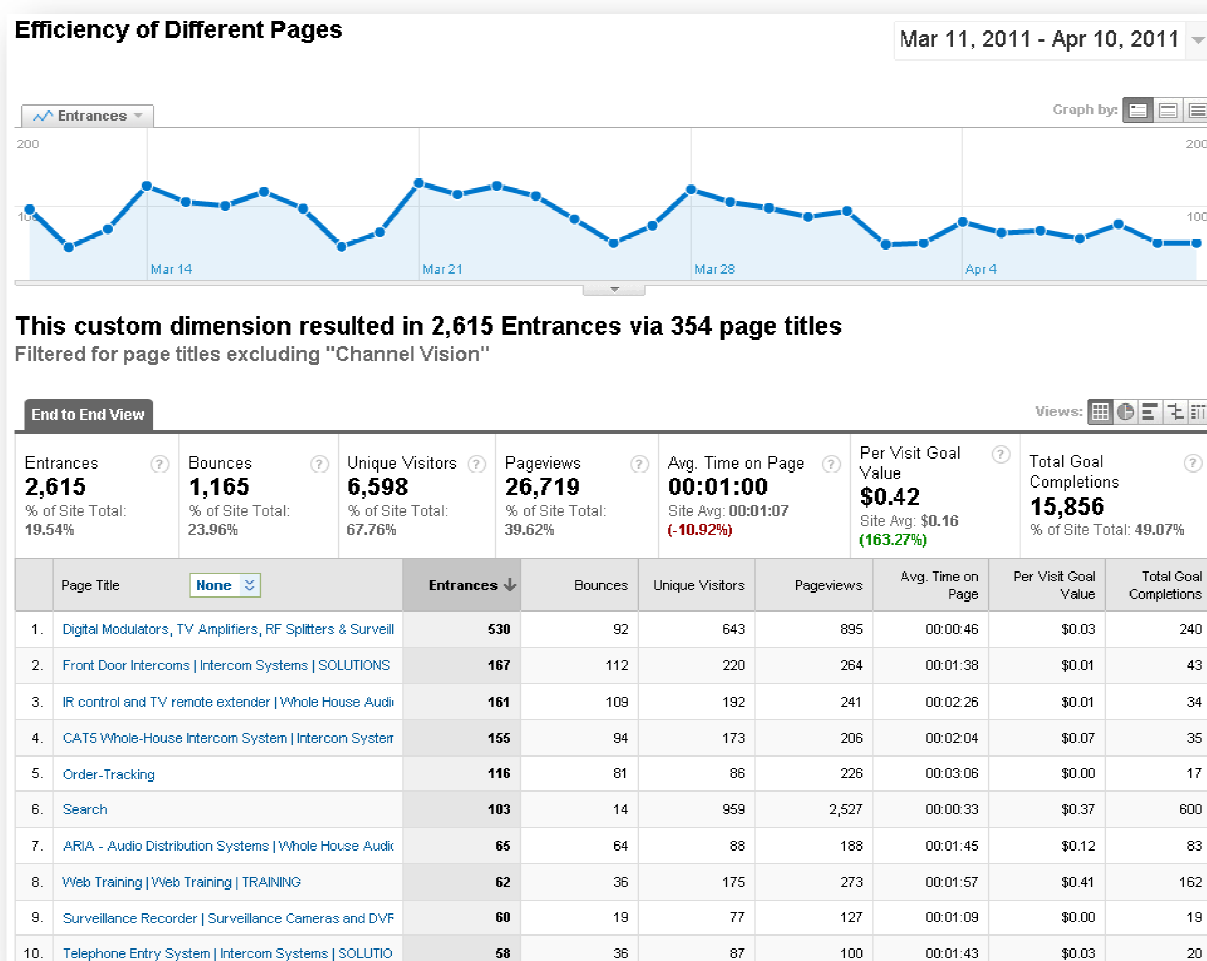 Efficiency of Different Pages
Mar 11, 2011 - Apr 10, 2011
Entrances
Graph by:
200 200
100 100
Mar 14 Mar 21 Mar 28 Apr 4
This custom dimension resulted in 2,615 Entrances via 354 page titles
Filtered for page titles excluding "Channel Vision"
End to End View
Views:
Entrances ?
2,615
% of Site Total:
19.54%
Bounces ?
1,165
% of Site Total:
23.96%
Unique Visitors ?
6,598
% of Site Total:
67.76%
Pageviews ?
26,719
% of Site Total:
39.62%
Avg. Time on Page ?
00:01:00
Site Avg: 00:01:07
(-10.92%)
Per Visit Goal ?
Value
$0.42
Site Avg: $0.16
(163.27%)
Total Goal ?
Completions
15,856
% of Site Total: 49.07%
Page Title None Entrances Bounces Unique Visitors Pageviews Avg. Time on Page Per Visit Goal Value Total Goal Completions
1. Digital Modulators, TV Amplifiers, RF Splitters & Surveill 530 92 643 895 00:00:46 $0.03 240
2. Front Door Intercoms | Intercom Systems | SOLUTIONS 167 112 220 264 00:01:38 $0.01 43
3. IR control and TV remote extender | Whole House Audi 161 109 192 241 00:02:26 $0.01 34
4. CAT5 Whole-House Intercom System | Intercom System 155 94 173 206 00:02:04 $0.07 35
5. Order-Tracking 116 81 86 226 00:03:06 $0.00 17
6. Search 103 14 959 2,527 00:00:33 $0.37 600
7. ARIA - Audio Distribution Systems | Whole House Audi 65 64 88 188 00:01:45 $0.12 83
8. Web Training | Web Training | TRAINING 62 36 175 273 00:01:57 $0.41 162
9. Surveillance Recorder | Surveillance Cameras and DVR 60 19 77 127 00:01:09 $0.00 19
10. Telephone Entry System | Intercom Systems | SOLUTIO 58 36 87 100 00:01:43 $0.03 20